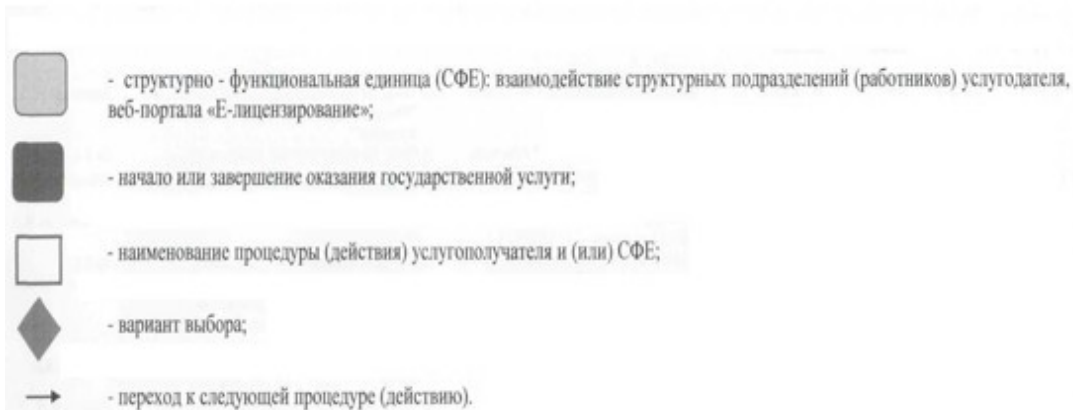 - структурно - функциональная единица (СФЕ): взаимодействие структурных подразделений (работников) услугодателя,
веб-портала «Е-лицензирование»;
- начало или завершение оказания государственной услуги;
- наименование процедуры (действия) услугополучателя и (или) СФЕ;
- вариант выбора;
- переход к следующей процедуре (действию).